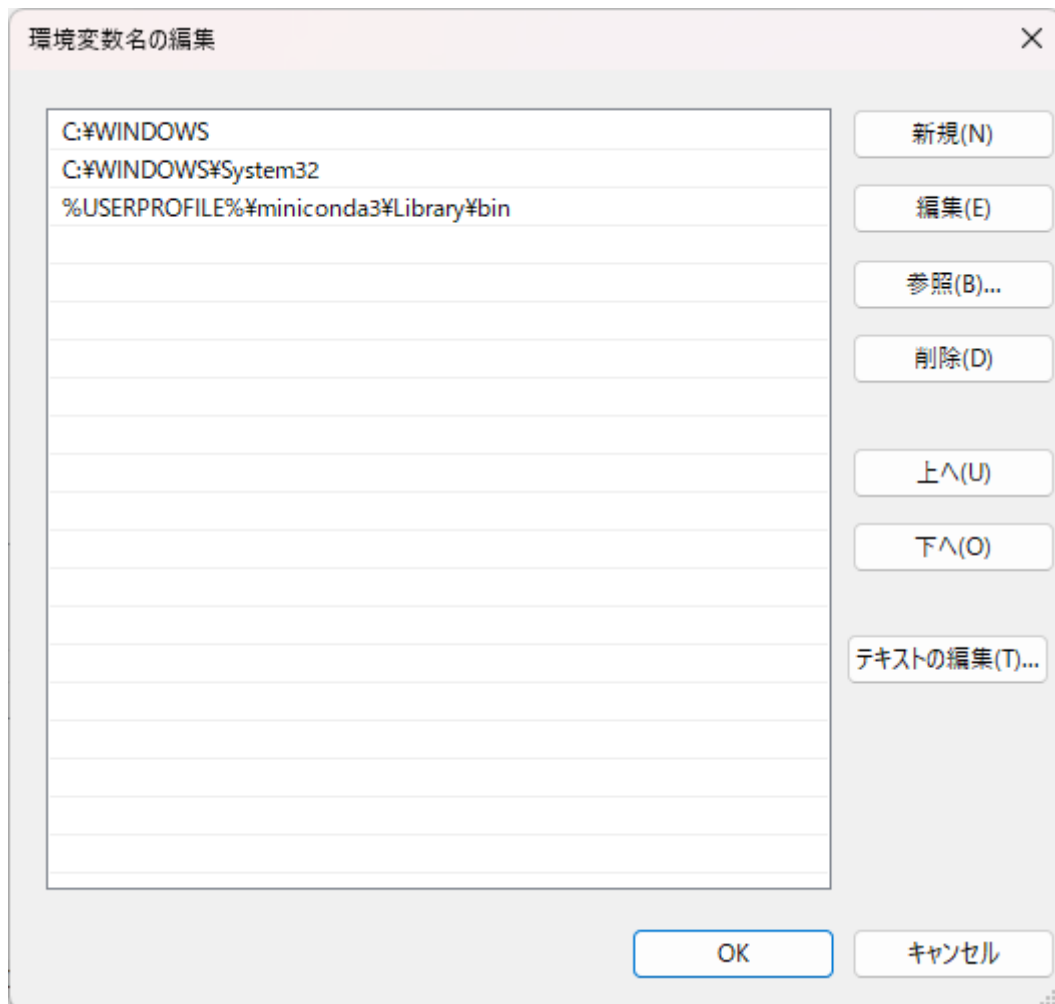 環境変数名の編集
C:¥WINDOWS
C:¥WINDOWS¥System32
%USERPROFILE%¥miniconda3¥Library¥bin
新規(N)
編集(E)
参照(B)...
削除(D)
上へ(U)
下へ(O)
テキストの編集(T)...
OK
キャンセル